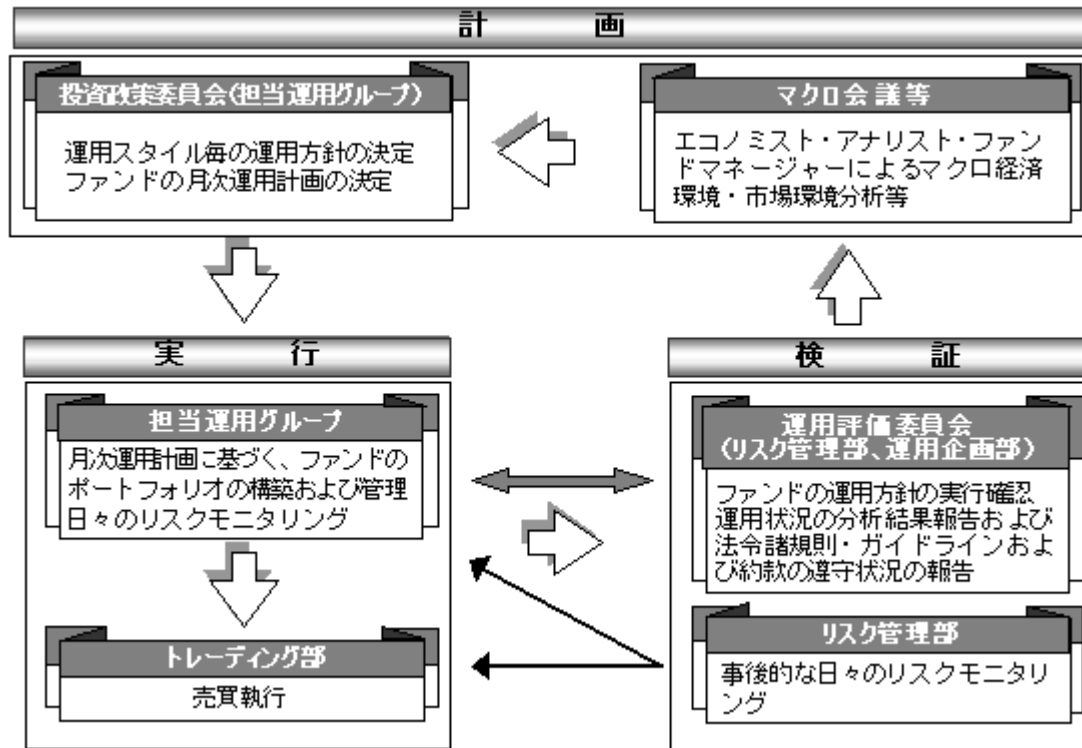 計 画
投資政策委員会(担当運用グループ)
運用スタイル毎の運用方針の決定
ファンドの月次運用計画の決定
マクロ会議等
エコノミスト・アナリスト・ファン
ドマネージャーによるマクロ経済
環境・市場環境分析等
実 行
担当運用グループ
月次運用計画に基づく、ファンドの
ポートフォリオの構築および管理
日々のリスクモニタリング
トレーディング部
売買執行
検 証
運用評価委員会
(リスク管理部、運用企画部)
ファンドの運用方針の実行確認
運用状況の分析結果報告および
法令諸規則・ガイドラインおよ
び約款の遵守状況の報告
リスク管理部
事後的な日々のリスクモニタリ
ング